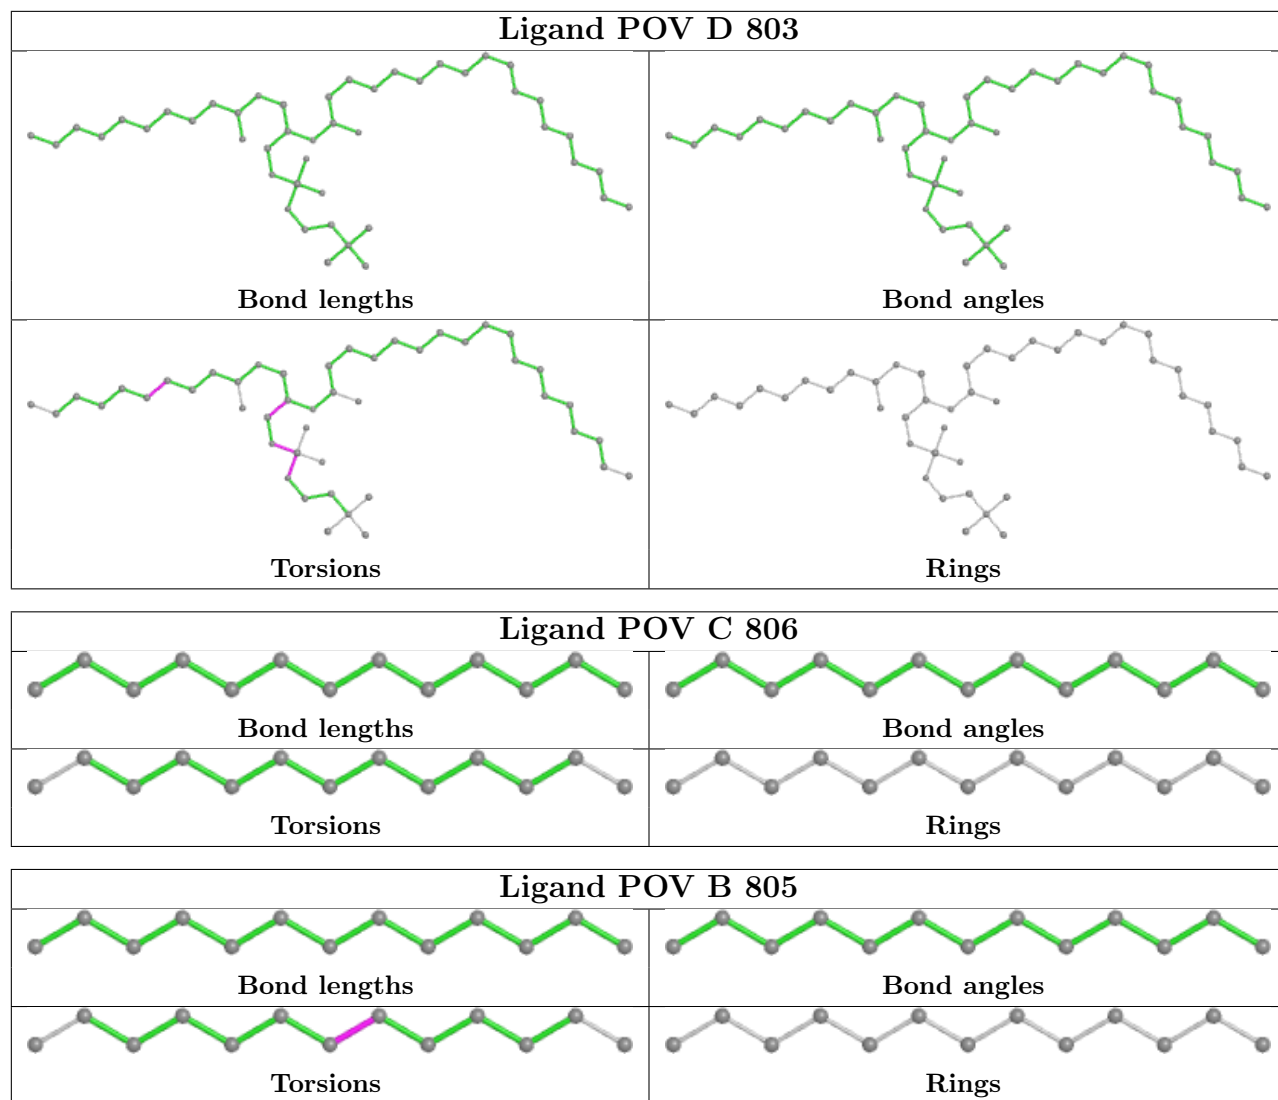 Ligand POV D 803
Bond lengths
Bond angles
Torsions
Rings
Ligand POV C 806
Bond lengths
Bond angles
Torsions
Rings
Ligand POV B 805
Bond lengths
Bond angles
Torsions
Rings